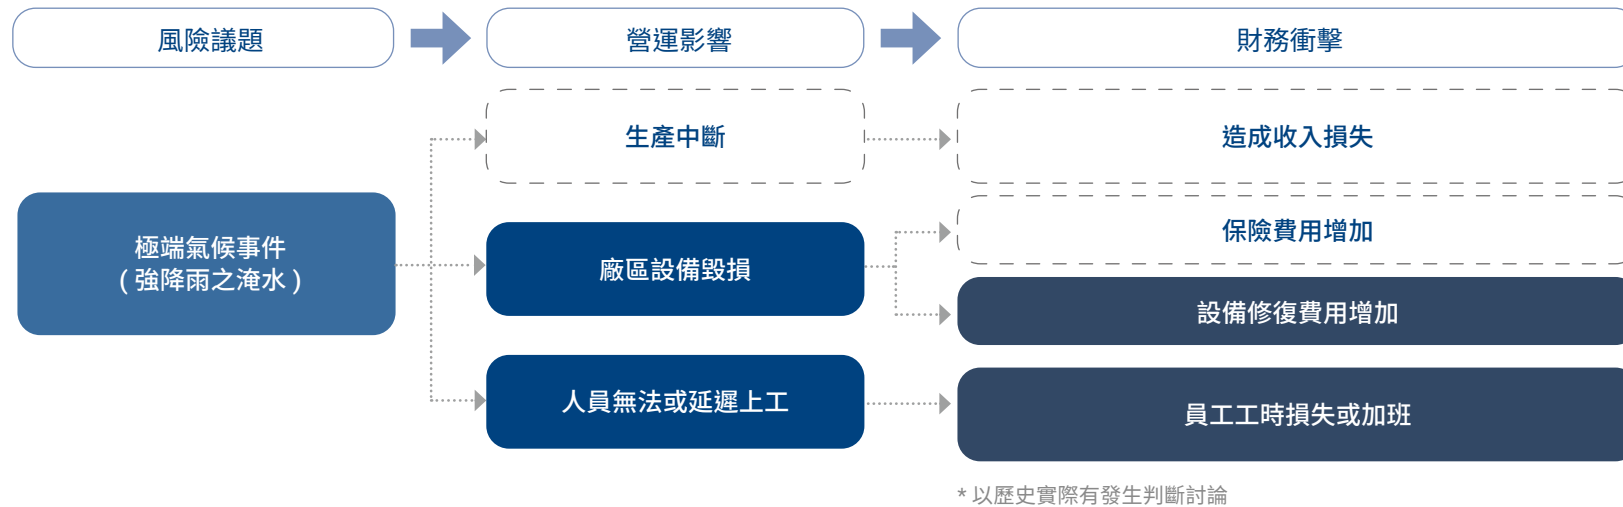 風險議題
營運影響
財務衝擊
生產中斷
造成收入損失
極端氣候事件
( 強降雨之淹水 )
廠區設備毀損
保險費用增加
設備修復費用增加
人員無法或延遲上工
員工工時損失或加班
* 以歷史實際有發生判斷討論